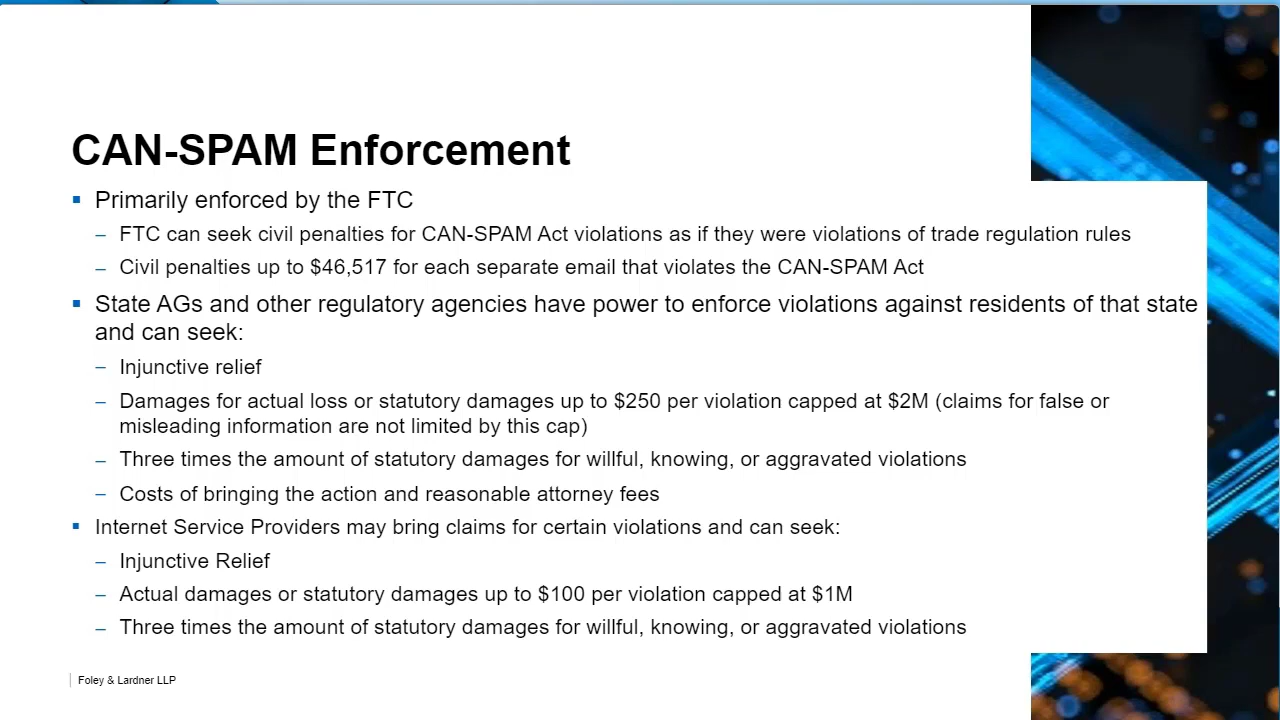 CAN-SPAM Enforcement
▪ Primarily enforced by the FTC
– FTC can seek civil penalties for CAN-SPAM Act violations as if they were violations of trade regulation rules
– Civil penalties up to $46,517 for each separate email that violates the CAN-SPAM Act
▪ State AGs and other regulatory agencies have power to enforce violations against residents of that state
and can seek:
– Injunctive relief
– Damages for actual loss or statutory damages up to $250 per violation capped at $2M (claims for false or
misleading information are not limited by this cap)
– Three times the amount of statutory damages for willful, knowing, or aggravated violations
– Costs of bringing the action and reasonable attorney fees
▪ Internet Service Providers may bring claims for certain violations and can seek:
– Injunctive Relief
– Actual damages or statutory damages up to $100 per violation capped at $1M
– Three times the amount of statutory damages for willful, knowing, or aggravated violations
Foley & Lardner LLP